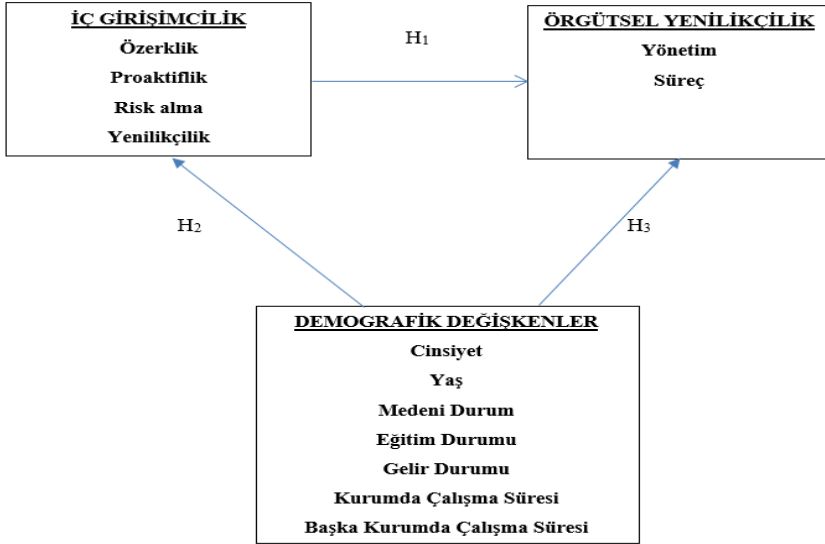 İÇ GİRİŞİMCİLİK
Özerklik
Proaktiflik
Risk alma
Yenilikçilik
H₁
ÖRGÜTSEL YENİLİKÇİLİK
Yönetim
Süreç
H₂
H₃
DEMOGRAFİK DEĞİŞKENLER
Cinsiyet
Yaş
Medeni Durum
Eğitim Durumu
Gelir Durumu
Kurumda Çalışma Süresi
Başka Kurumda Çalışma Süresi